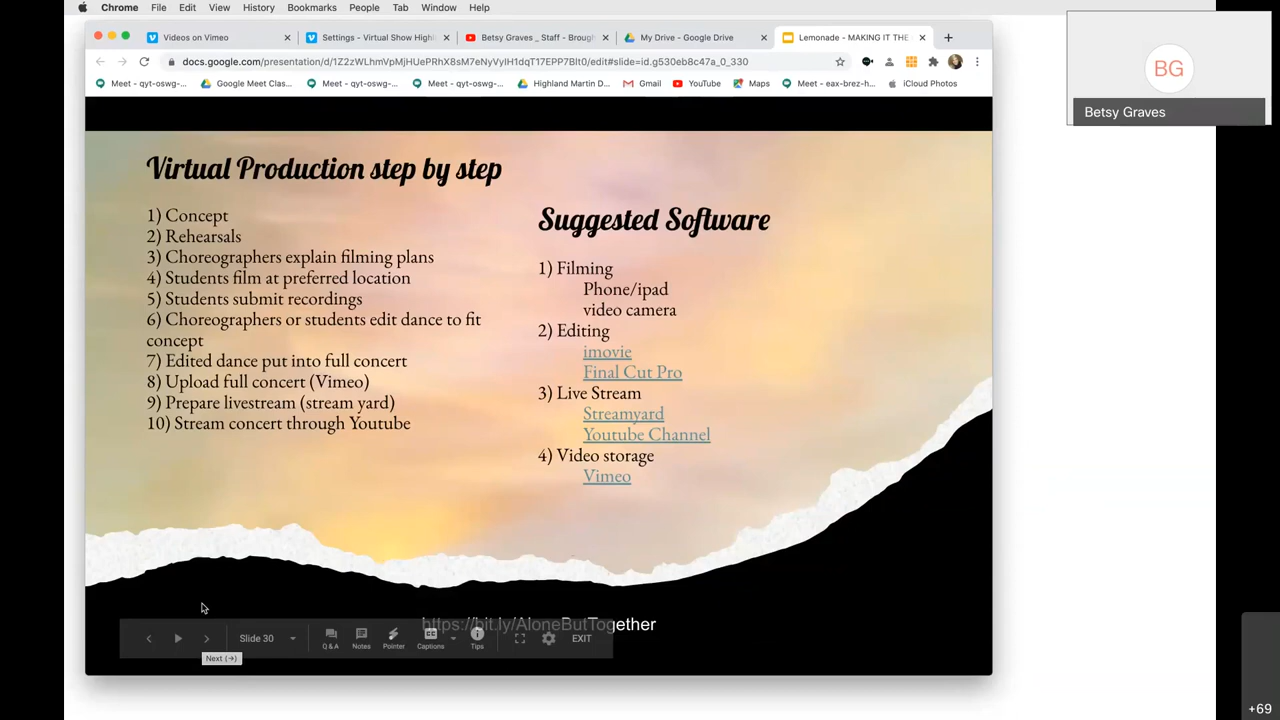 Chrome File Edit View History Bookmarks People Tab Window Help
Videos on Vimeo
Settings - Virtual Show Highl
Betsy Graves _ Staff - Brough
My Drive - Google Drive
Lemonade - MAKING IT THE
docs.google.com/presentation/d/1Z2zWLhmVpMjHUePRhX8sM7eNyVylH1dqT17EPP7Blt0/edit#slide=id.g530eb8c47a_0_330
Meet - qyt-oswg-...
Google Meet Clas...
Meet - qyt-oswg-...
Meet - qyt-oswg-...
Highland Martin D...
Gmail
YouTube
Maps
Meet - eax-brez-h...
iCloud Photos
BG
Betsy Graves
Virtual Production step by step
1) Concept
2) Rehearsals
3) Choreographers explain filming plans
4) Students film at preferred location
5) Students submit recordings
6) Choreographers or students edit dance to fit
concept
7) Edited dance put into full concert
8) Upload full concert (Vimeo)
9) Prepare livestream (stream yard)
10) Stream concert through Youtube
Suggested Software
1) Filming
Phone/ipad
video camera
2) Editing
imovie
Final Cut Pro
3) Live Stream
Streamyard
Youtube Channel
4) Video storage
Vimeo
https://bit.ly/AloneButTogether
Slide 30
Q & A
Notes
Pointer
CC
Captions
Tips
EXIT
Next (→)
+69